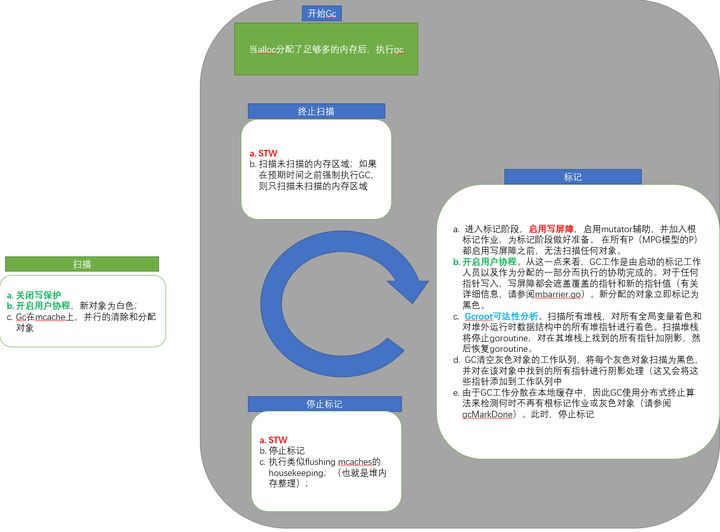 开始Gc
当alloc分配了足够多的内存后，执行gc
终止扫描
a. STW
b. 扫描未扫描的内存区域；如果
在预期时间之前强制执行GC，
则只扫描未扫描的内存区域
标记
a. 进入标记阶段，启用写屏障，启用mutator辅助，并加入根
标记作业，为标记阶段做好准备。在所有P（MPG模型的P）
都启用写屏障之前，无法扫描任何对象。
b. 开启用户协程。从这一点来看，GC工作是由启动的标记工作
人员以及作为分配的一部分而执行的协助完成的。对于任何
指针写入，写屏障都会遮盖覆盖的指针和新的指针值（有关
详细信息，请参阅mbarrier.go）。新分配的对象立即标记为
黑色。
c. Gcroot可达性分析。扫描所有堆栈，对所有全局变量着色和
对堆外运行时数据结构中的所有堆指针进行着色。扫描堆栈
将停止goroutine，对在其堆栈上找到的所有指针加阴影，然
后恢复goroutine。
d. GC清空灰色对象的工作队列，将每个灰色对象扫描为黑色，
并对在该对象中找到的所有指针进行阴影处理（这又会将这
些指针添加到工作队列中
e. 由于GC工作分散在本地缓存中，因此GC使用分布式终止算
法来检测何时不再有根标记作业或灰色对象（请参阅
gcMarkDone）。此时，停止标记
扫描
a. 关闭写保护
b. 开启用户协程，新对象为白色；
c. Gc在mcache上，并行的清除和分配
对象
停止标记
a. STW
b. 停止标记
c. 执行类似flushing mcaches的
housekeeping；（也就是堆内
存整理）；